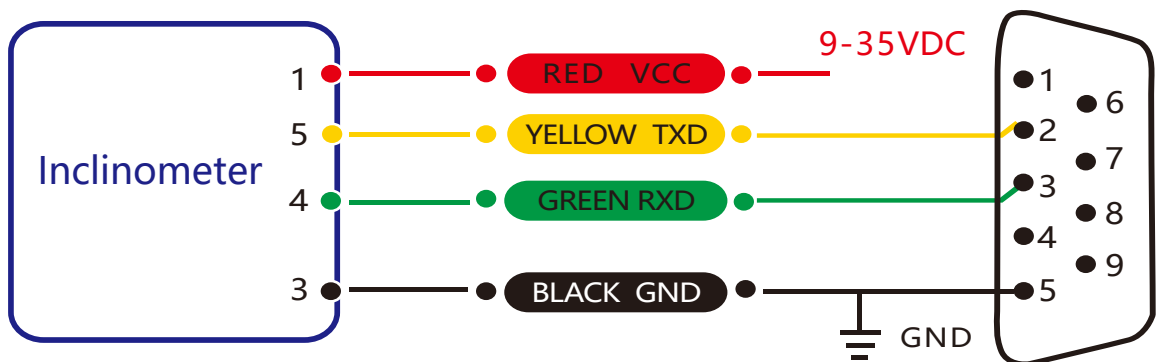 9-35VDC
1 RED VCC 1
6
5 YELLOW TXD 2
Inclinometer
7
4 GREEN RXD 3
8
4
9
3 BLACK GND 5
GND